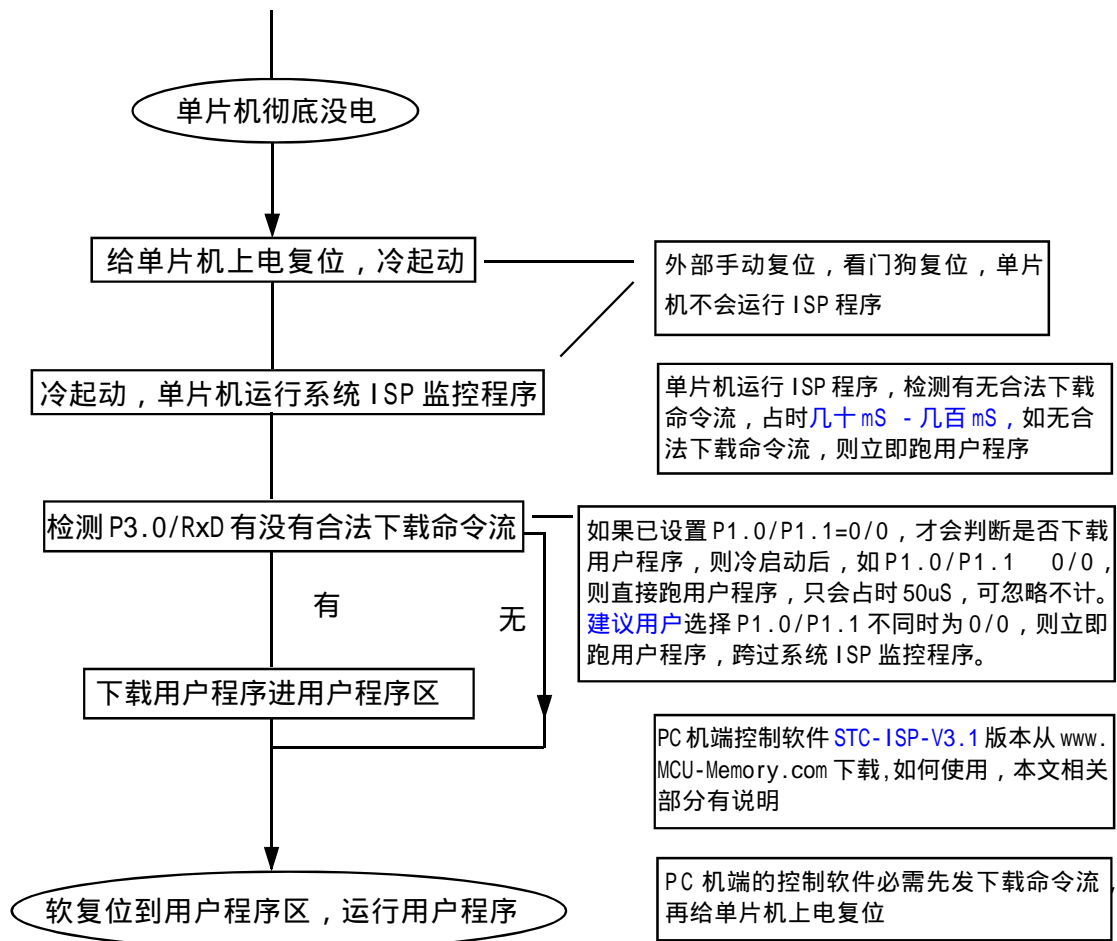 单片机彻底没电
给单片机上电复位，冷起动
外部手动复位，看门狗复位，单片
机不会运行 ISP 程序
冷起动，单片机运行系统 ISP 监控程序
单片机运行 ISP 程序，检测有无合法下载
命令流，占时几十 mS - 几百 mS，如无合
法下载命令流，则立即跑用户程序
检测 P3.0/RxD 有没有合法下载命令流
如果已设置 P1.0/P1.1=0/0，才会判断是否下载
用户程序，则冷启动后，如 P1.0/P1.1 0/0，
则直接跑用户程序，只会占时 50uS，可忽略不计。
建议用户选择 P1.0/P1.1 不同时为 0/0，则立即
跑用户程序，跨过系统 ISP 监控程序。
有
无
下载用户程序进用户程序区
PC 机端控制软件 STC-ISP-V3.1 版本从 www.
MCU-Memory.com 下载,如何使用，本文相关
部分有说明
PC 机端的控制软件必需先发下载命令流，
再给单片机上电复位
软复位到用户程序区，运行用户程序